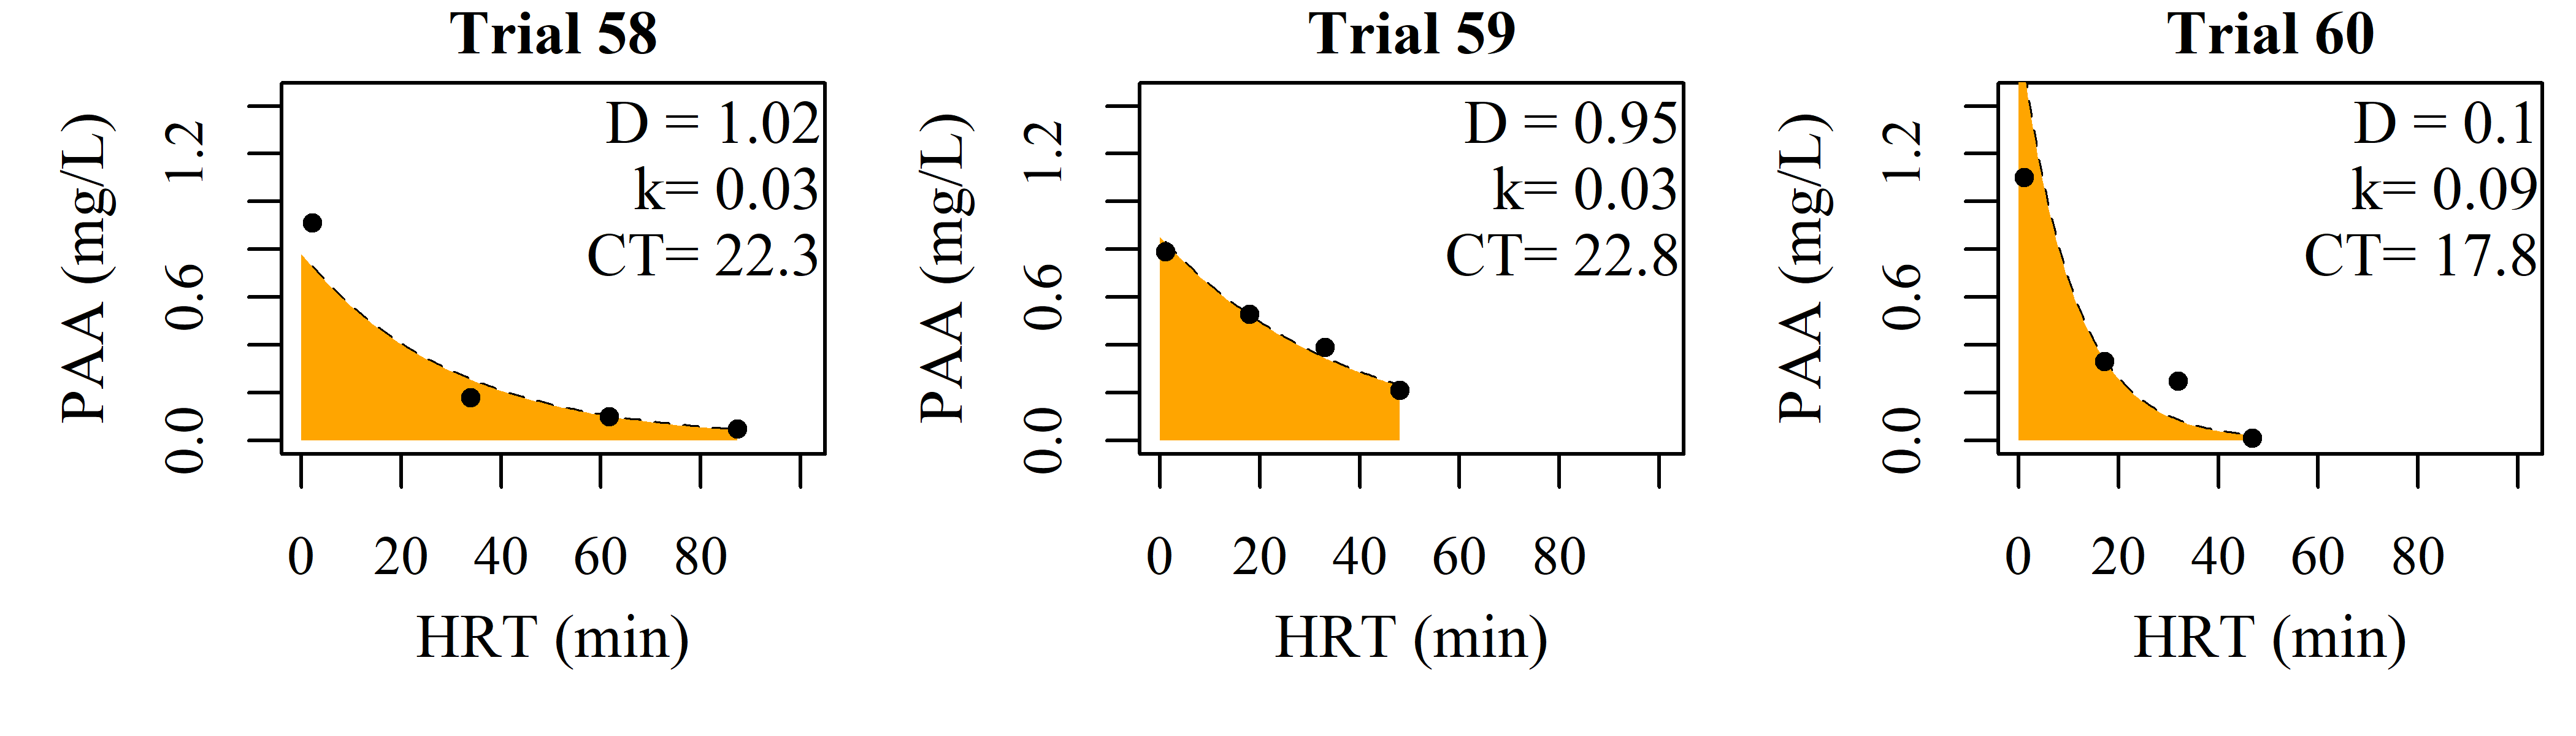 Trial 58
D = 1.02
k= 0.03
CT= 22.3
PAA (mg/L)
0.0 0.6 1.2
0 20 40 60 80
HRT (min)
Trial 59
D = 0.95
k= 0.03
CT= 22.8
PAA (mg/L)
0.0 0.6 1.2
0 20 40 60 80
HRT (min)
Trial 60
D = 0.1
k= 0.09
CT= 17.8
PAA (mg/L)
0.0 0.6 1.2
0 20 40 60 80
HRT (min)